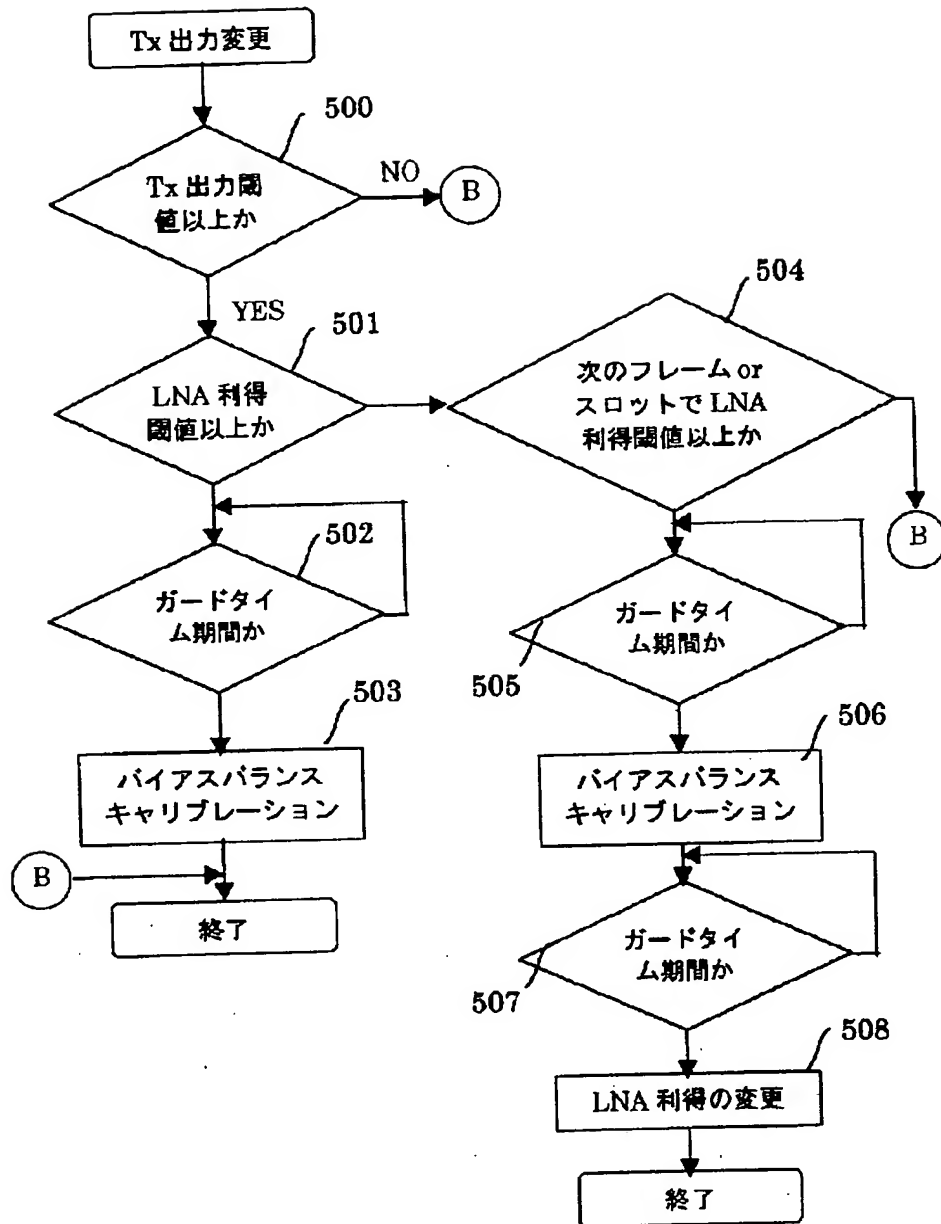 Tx 出力変更
500
Tx 出力閾
値以上か
NO
B
YES
501
LNA 利得
閾値以上か
504
次のフレーム or
スロットで LNA
利得閾値以上か
B
502
ガードタイ
ム期間か
505
ガードタイ
ム期間か
503
バイアスバランス
キャリブレーション
506
バイアスバランス
キャリブレーション
B
終了
507
ガードタイ
ム期間か
508
LNA 利得の変更
終了